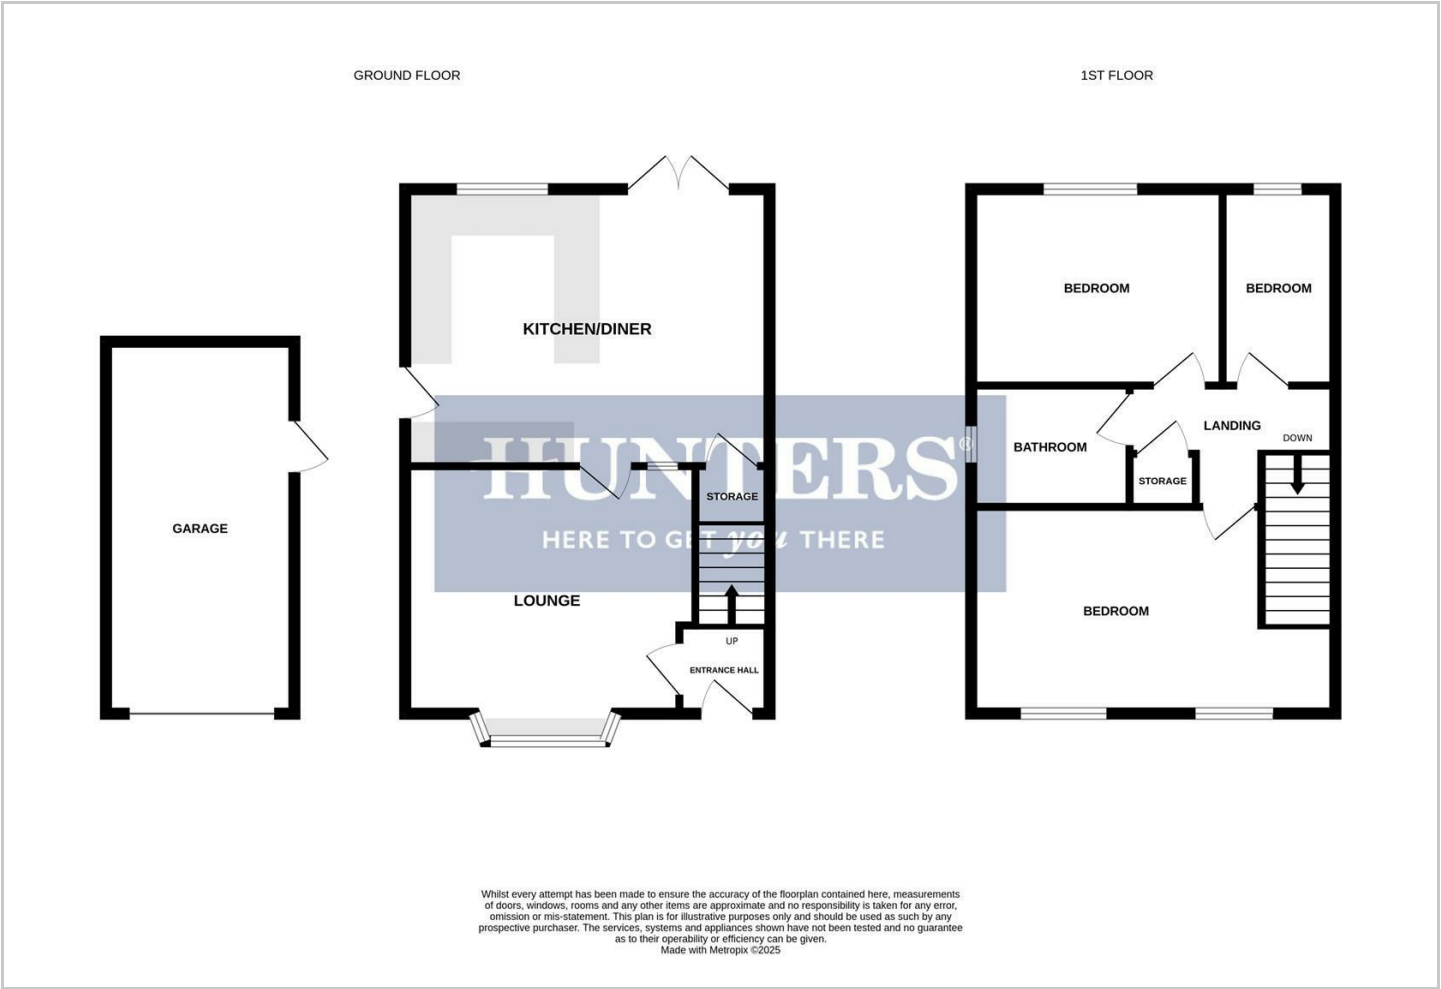 GROUND FLOOR
1ST FLOOR
KITCHEN/DINER
BEDROOM
BEDROOM
LANDING
DOWN
BATHROOM
STORAGE
HUNTERS®
HERE TO GET you THERE
STORAGE
GARAGE
LOUNGE
BEDROOM
UP
ENTRANCE HALL
Whilst every attempt has been made to ensure the accuracy of the floorplan contained here, measurements
of doors, windows, rooms and any other items are approximate and no responsibility is taken for any error,
omission or mis-statement. This plan is for illustrative purposes only and should be used as such by any
prospective purchaser. The services, systems and appliances shown have not been tested and no guarantee
as to their operability or efficiency can be given.
Made with Metropix ©2025